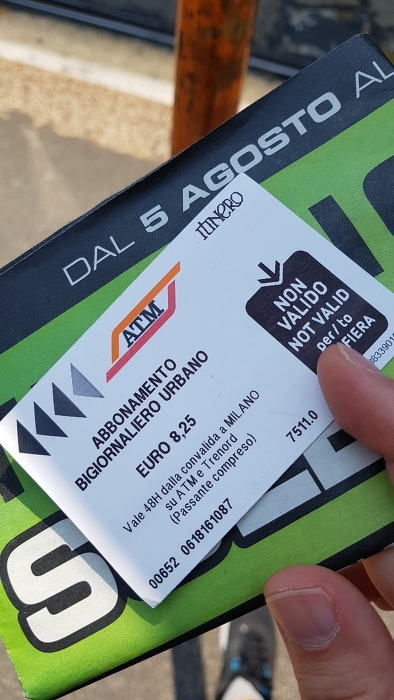 DAL 5 AGOSTO AL
ITINERO
ATM
NON
VALIDO
NOT VALID
per/to
FIERA
ABBONAMENTO
BIGIORNALIERO URBANO
EURO 8,25
Vale 48H dalla convalida a MILANO
su ATM e Trenord
(Passante compreso)
7511.0
00652 0618161087